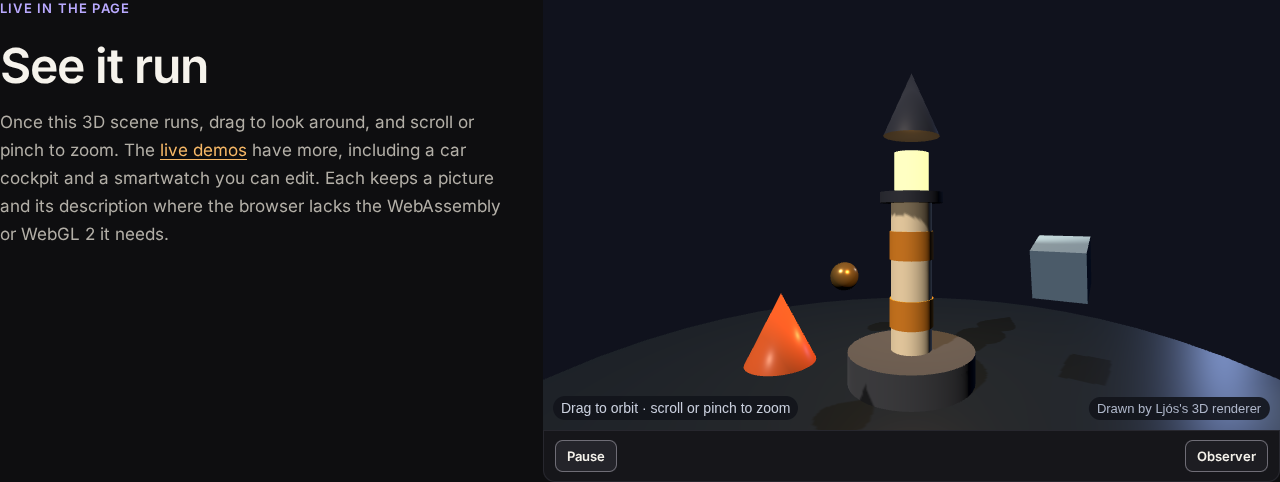 LIVE IN THE PAGE
See it run
Once this 3D scene runs, drag to look around, and scroll or
pinch to zoom. The live demos have more, including a car
cockpit and a smartwatch you can edit. Each keeps a picture
and its description where the browser lacks the WebAssembly
or WebGL 2 it needs.
Drag to orbit · scroll or pinch to zoom
Drawn by Ljós's 3D renderer
Pause
Observer